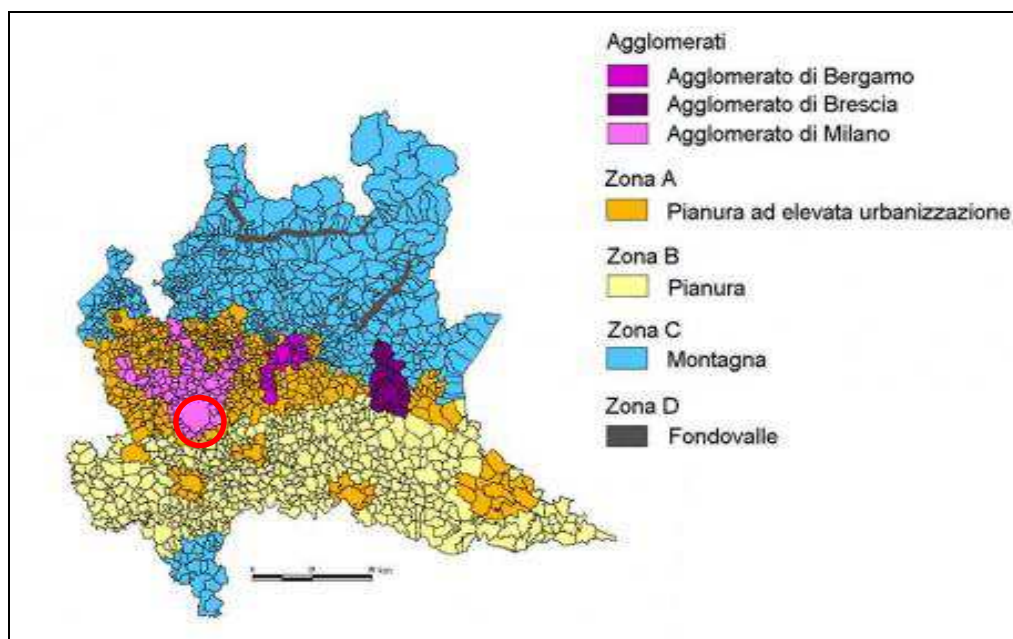 Agglomerati
Agglomerato di Bergamo
Agglomerato di Brescia
Agglomerato di Milano
Zona A
Pianura ad elevata urbanizzazione
Zona B
Pianura
Zona C
Montagna
Zona D
Fondovalle